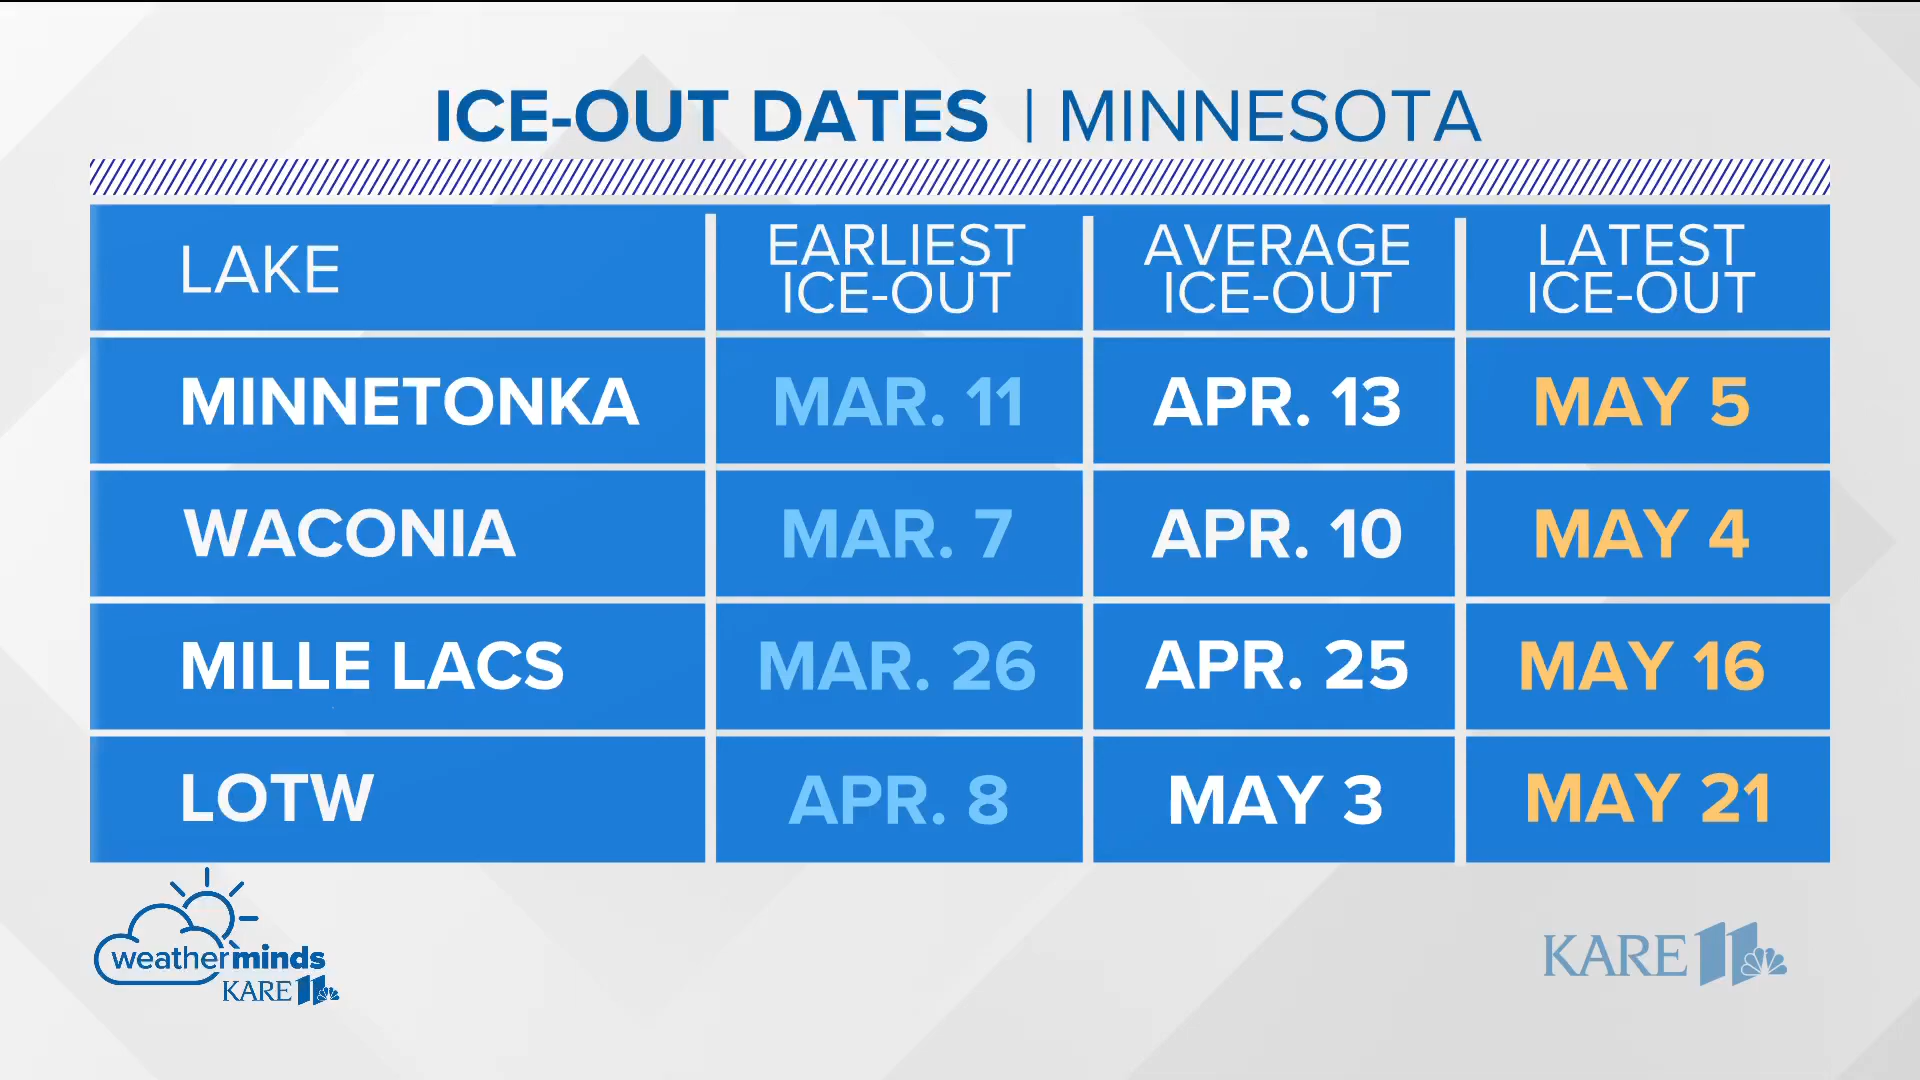 ICE-OUT DATES | MINNESOTA
LAKE
EARLIEST
ICE-OUT
AVERAGE
ICE-OUT
LATEST
ICE-OUT
MINNETONKA MAR. 11 APR. 13 MAY 5
WACONIA MAR. 7 APR. 10 MAY 4
MILLE LACS MAR. 26 APR. 25 MAY 16
LOTW APR. 8 MAY 3 MAY 21
weatherminds
KARE 11
KARE 11